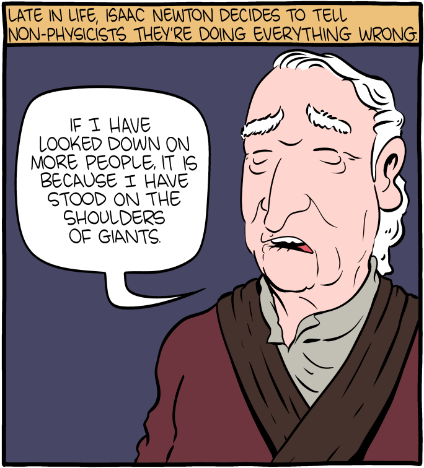 LATE IN LIFE, ISAAC NEWTON DECIDES TO TELL
NON-PHYSICISTS THEY'RE DOING EVERYTHING WRONG.
IF I HAVE
LOOKED DOWN ON
MORE PEOPLE, IT IS
BECAUSE I HAVE
STOOD ON THE
SHOULDERS
OF GIANTS.